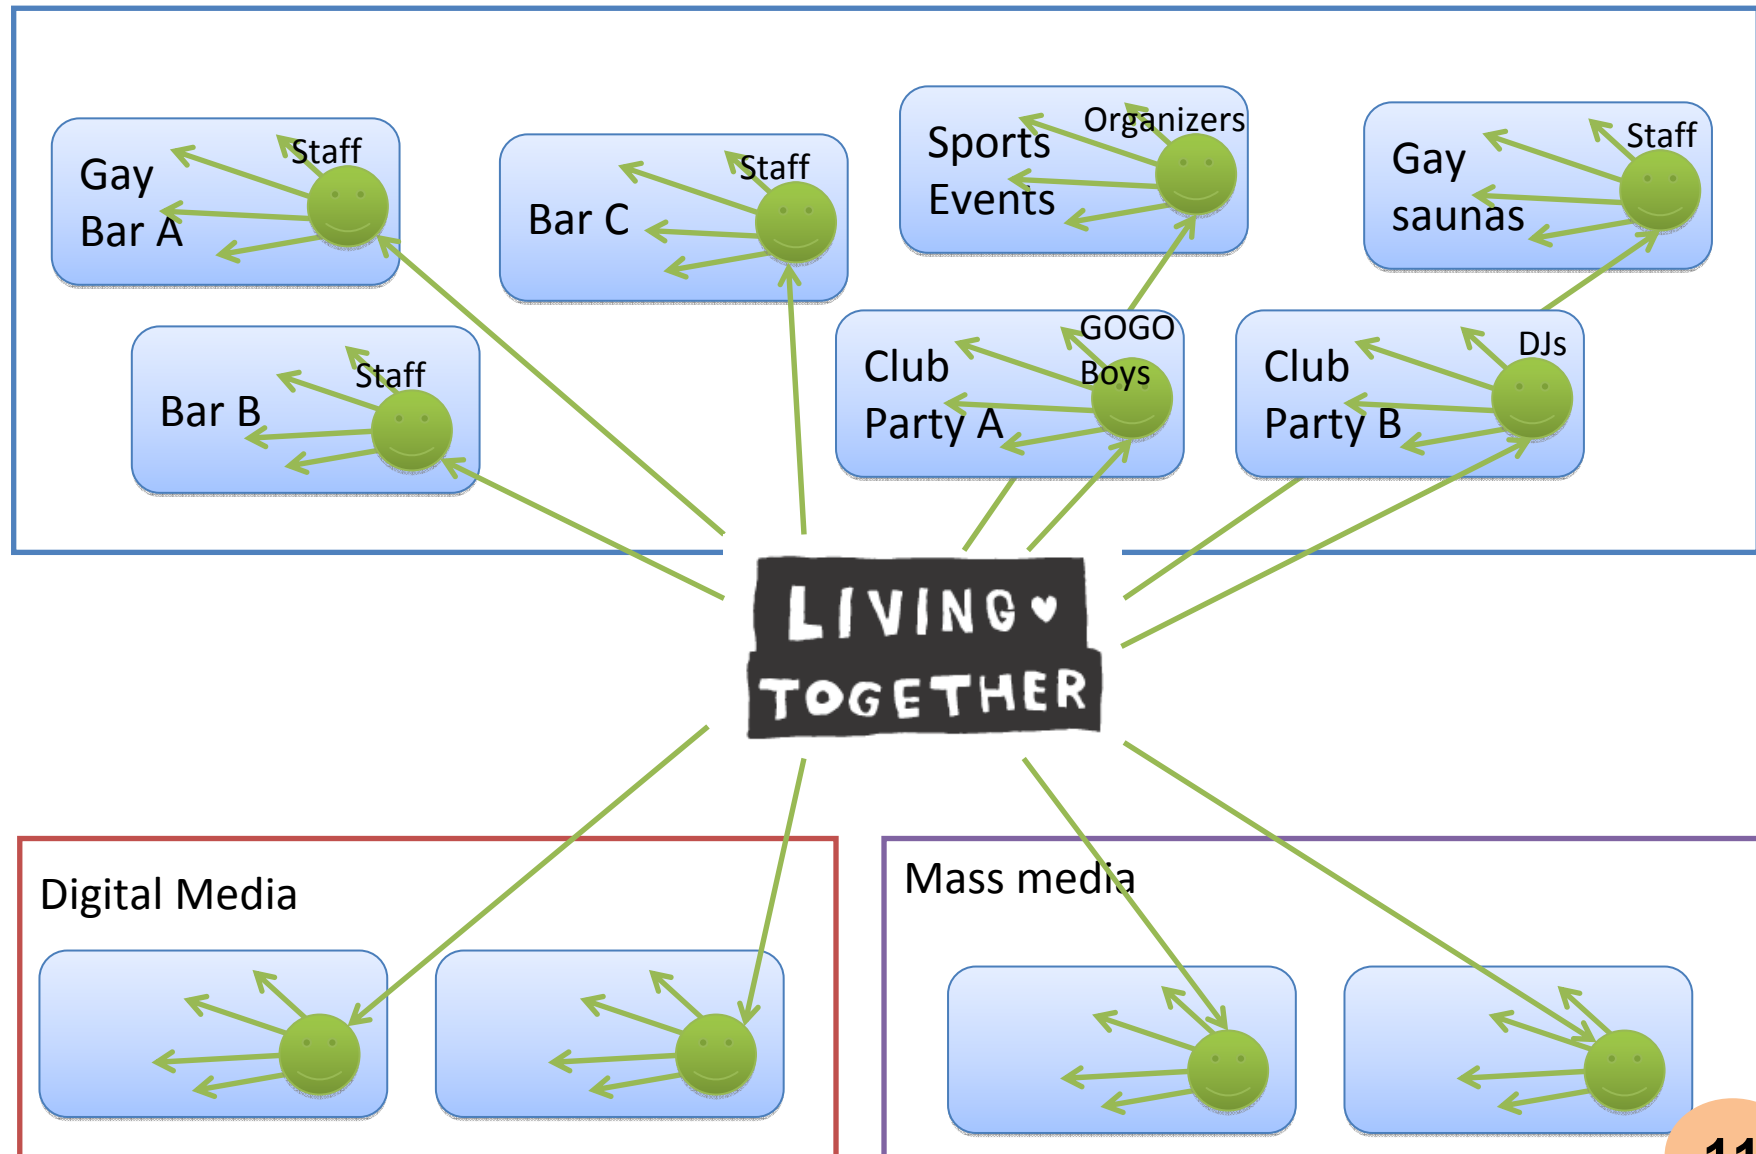 Gay
Bar A
Staff
Bar C
Staff
Sports
Events
Organizers
Gay
saunas
Staff
Bar B
Staff
Club
Party A
GOGO
Boys
Club
Party B
DJs
LIVING
TOGETHER
Digital Media
Mass media
11